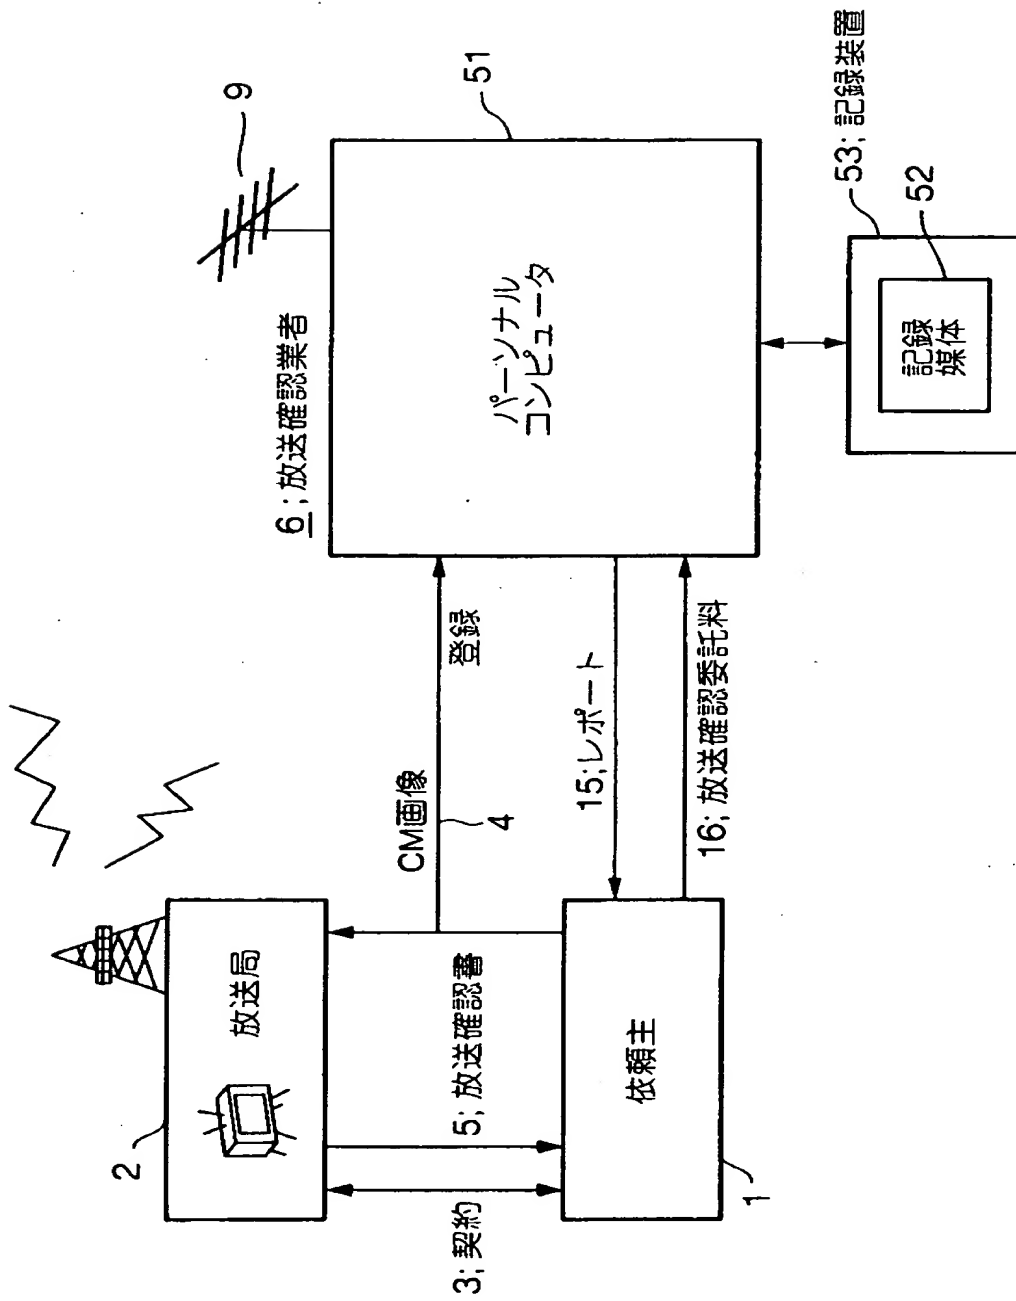 2
放送局
3; 契約
5; 放送確認書
依頼主
1
CM画像
4
登録
15;レポート
16; 放送確認委託料
6; 放送確認業者
9
パーソナル
コンピュータ
51
53; 記録装置
52
記録
媒体